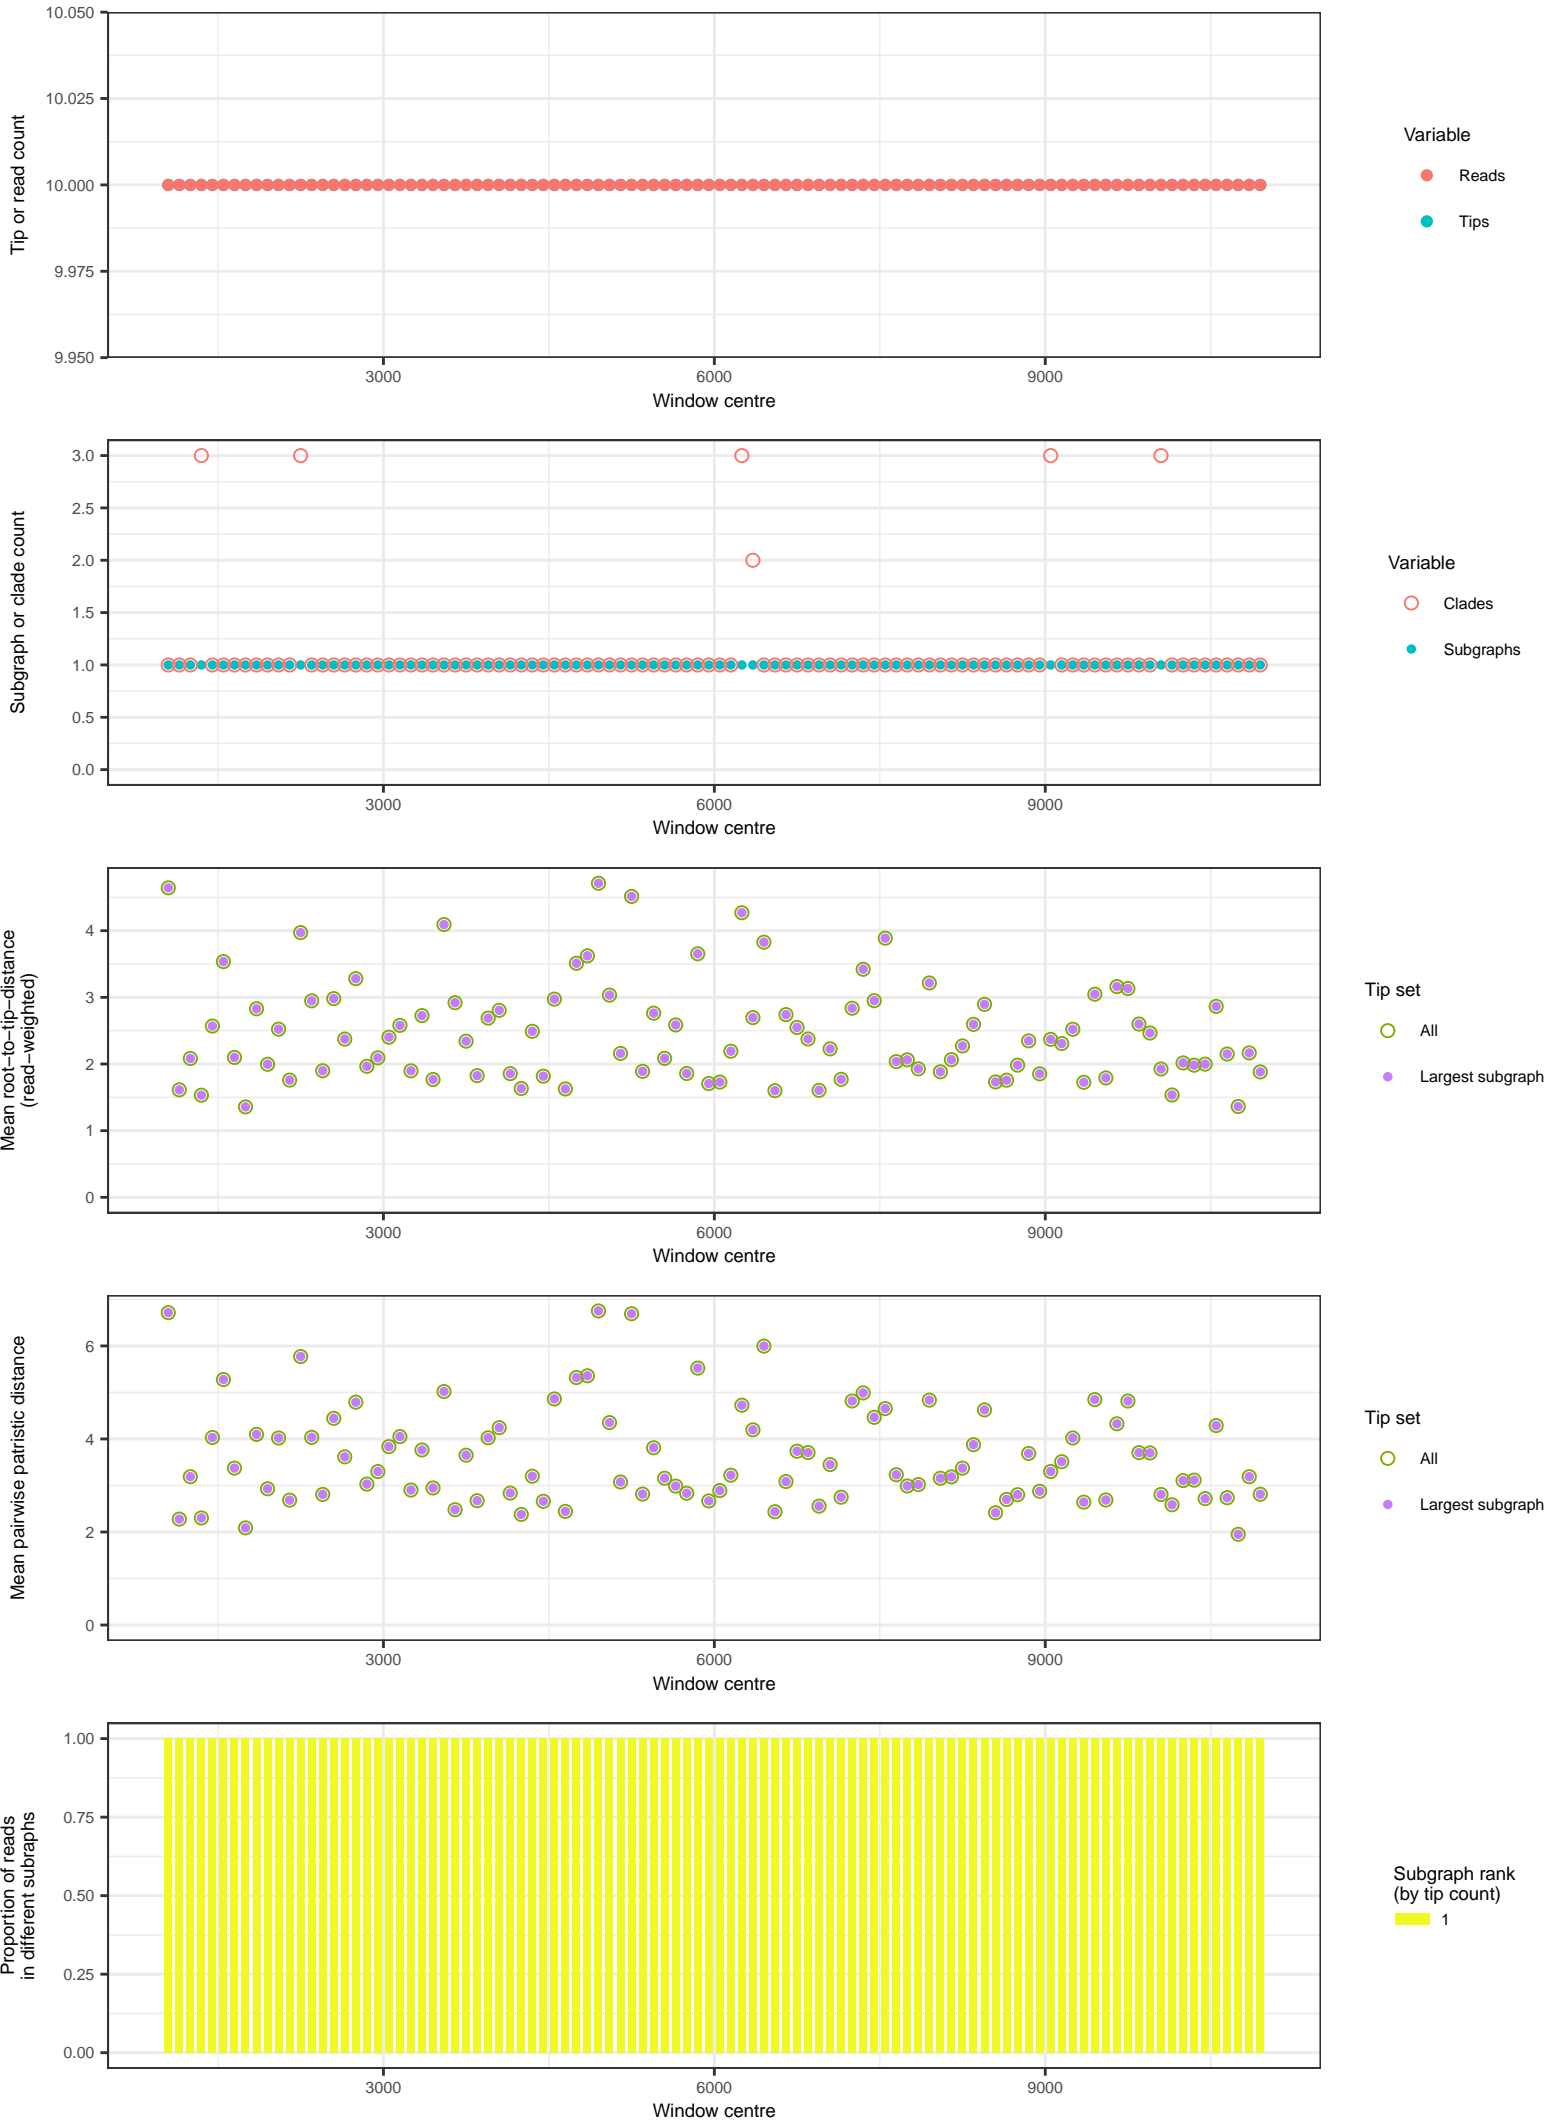 10.050
10.025
10.000
9.975
9.950
Tip or read count
3000 6000 9000
Window centre
Variable
Reads
Tips
3.0
2.5
2.0
1.5
1.0
0.5
0.0
Subgraph or clade count
3000 6000 9000
Window centre
Variable
Clades
Subgraphs
4
3
2
1
0
Mean root−to−tip−distance
(read−weighted)
3000 6000 9000
Window centre
Tip set
All
Largest subgraph
6
4
2
0
Mean pairwise patristic distance
3000 6000 9000
Window centre
Tip set
All
Largest subgraph
1.00
0.75
0.50
0.25
0.00
Proportion of reads
in different subraphs
3000 6000 9000
Window centre
Subgraph rank
(by tip count)
1